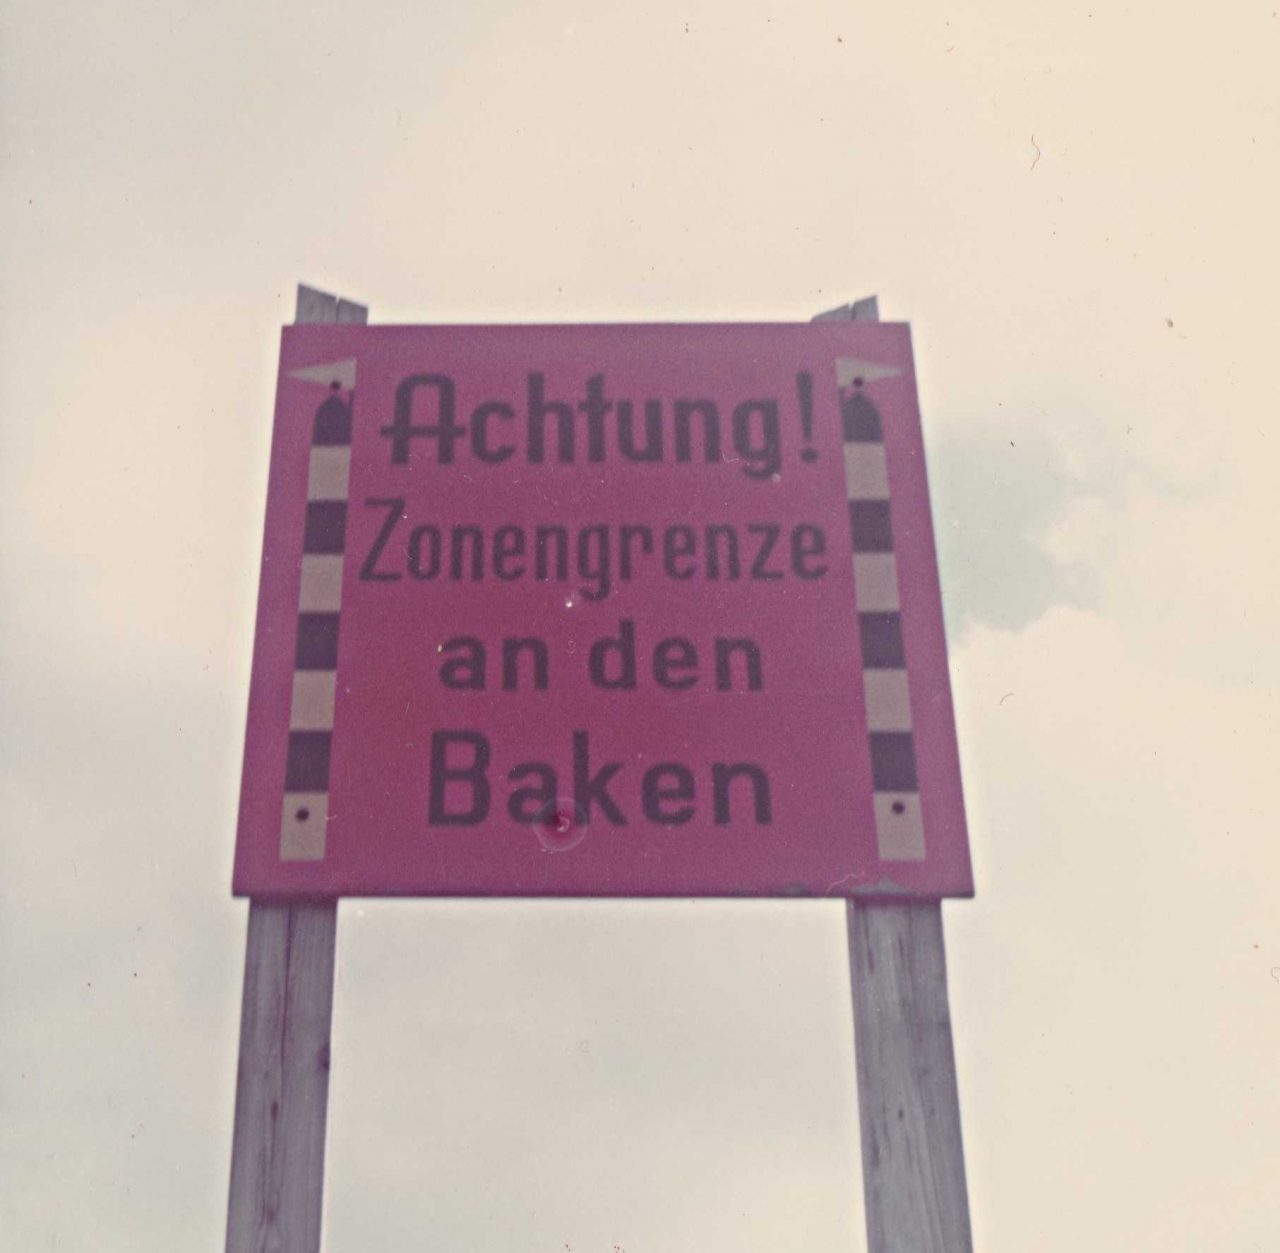 Achtung!
Zonengrenze
an den
Baken